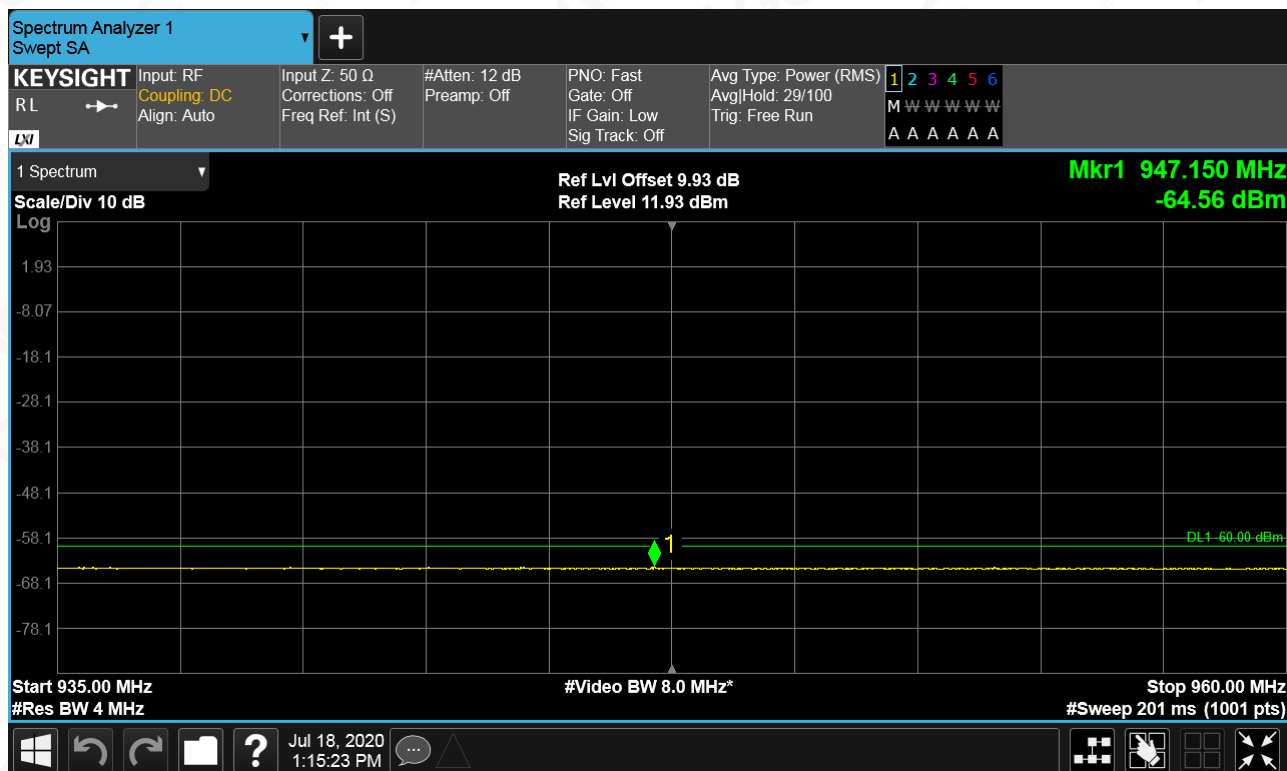 Spectrum Analyzer 1
Swept SA
+
KEYSIGHT
R L
LXI
Input: RF
Coupling: DC
Align: Auto
Input Z: 50 Ω
Corrections: Off
Freq Ref: Int (S)
#Atten: 12 dB
Preamp: Off
PNO: Fast
Gate: Off
IF Gain: Low
Sig Track: Off
Avg Type: Power (RMS)
Avg|Hold: 29/100
Trig: Free Run
1 2 3 4 5 6
M W W W W W
A A A A A A
1 Spectrum
Scale/Div 10 dB
Ref Lvl Offset 9.93 dB
Ref Level 11.93 dBm
Mkr1 947.150 MHz
-64.56 dBm
Log
1.93
-8.07
-18.1
-28.1
-38.1
-48.1
-58.1
-68.1
-78.1
1
DL1 -60.00 dBm
Start 935.00 MHz
#Res BW 4 MHz
#Video BW 8.0 MHz*
Stop 960.00 MHz
#Sweep 201 ms (1001 pts)
?
Jul 18, 2020
1:15:23 PM